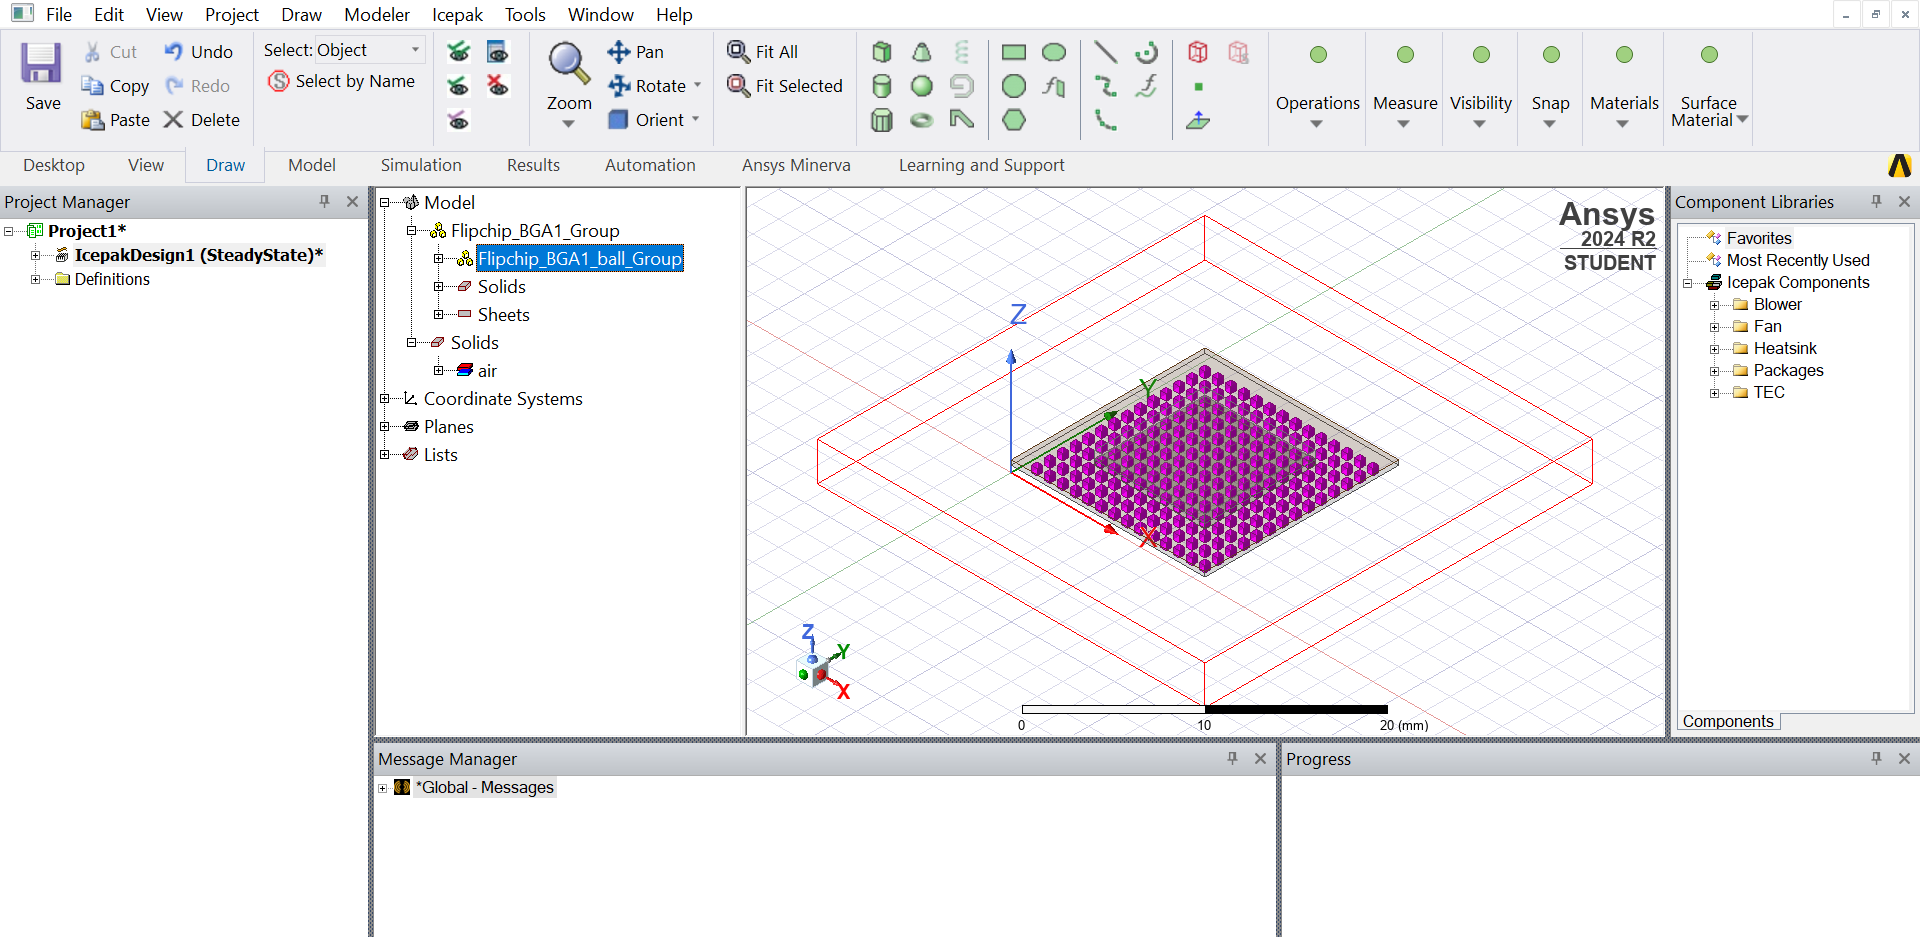 File Edit View Project Draw Modeler Icepak Tools Window Help
Save
Cut
Copy
Paste
Undo
Redo
Delete
Select: Object
Select by Name
Zoom
Pan
Rotate
Orient
Fit All
Fit Selected
Operations
Measure
Visibility
Snap
Materials
Surface
Material
Desktop View Draw Model Simulation Results Automation Ansys Minerva Learning and Support
Project Manager
Project1*
IcepakDesign1 (SteadyState)*
Definitions
Model
Flipchip_BGA1_Group
Flipchip_BGA1_ball_Group
Solids
Sheets
Solids
air
Coordinate Systems
Planes
Lists
Ansys
2024 R2
STUDENT
Z
Y
X
Z
Y
X
0 10 20 (mm)
Component Libraries
Favorites
Most Recently Used
Icepak Components
Blower
Fan
Heatsink
Packages
TEC
Components
Message Manager
*Global - Messages
Progress